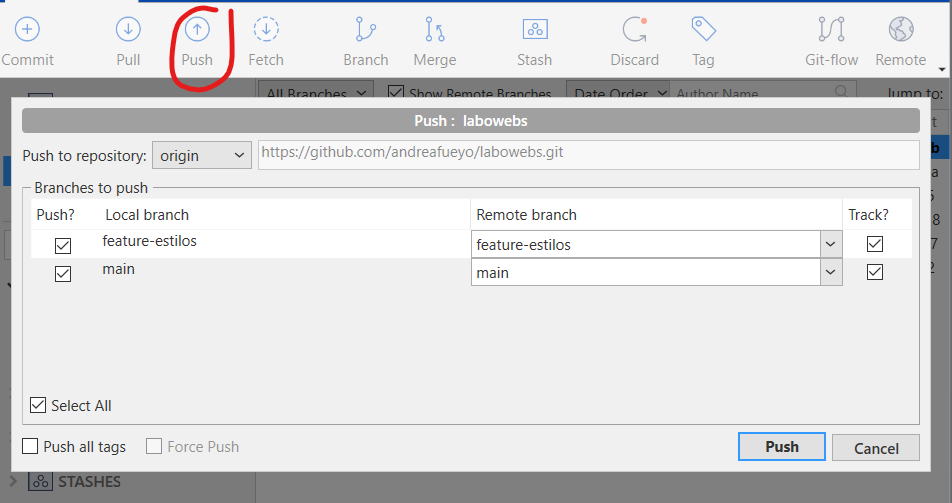 Commit Pull Push Fetch Branch Merge Stash Discard Tag Git-flow Remote
All Branches Show Remote Branches Date Order Author Name Jump to:
Push : labowebs
Push to repository: origin https://github.com/andreafueyo/labowebs.git
Branches to push
Push? Local branch Remote branch Track?
feature-estilos feature-estilos
main main
Select All
Push all tags Force Push Push Cancel
STASHES